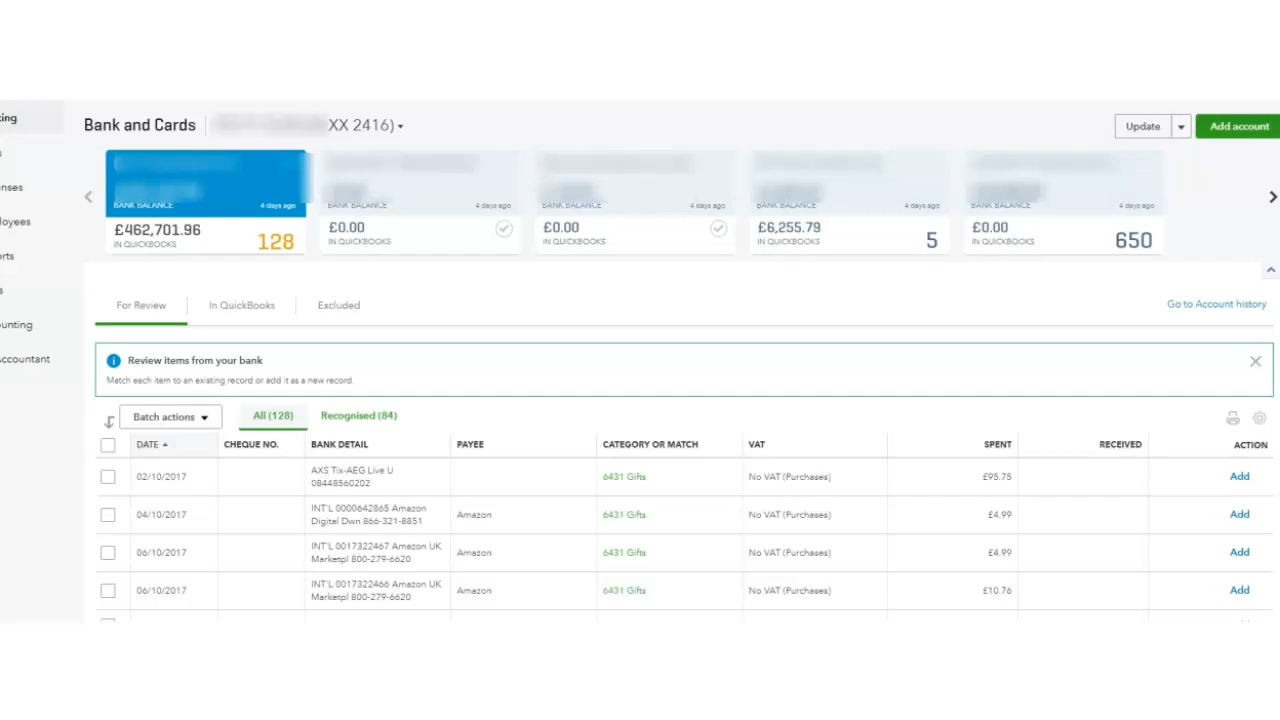 ting
Bank and Cards XX 2416)
Update
Add account
BANK BALANCE 4 days ago
BANK BALANCE 4 days ago
BANK BALANCE 4 days ago
BANK BALANCE 4 days ago
BANK BALANCE 4 days ago
£462,701.96
IN QUICKBOOKS
128
£0.00
IN QUICKBOOKS
£0.00
IN QUICKBOOKS
£6,255.79
IN QUICKBOOKS
5
£0.00
IN QUICKBOOKS
650
s
enses
loyees
orts
s
ounting
Accountant
For Review In QuickBooks Excluded Go to Account history
Review items from your bank
Match each item to an existing record or add it as a new record.
Batch actions All (128) Recognised (84)
DATE CHEQUE NO. BANK DETAIL PAYEE CATEGORY OR MATCH VAT SPENT RECEIVED ACTION
02/10/2017 AXS Tix-AEG Live U 6431 Gifts No VAT (Purchases) £95.75 Add
08448560202
04/10/2017 INT'L 0000642865 Amazon Amazon 6431 Gifts No VAT (Purchases) £4.99 Add
Digital Dwn 866-321-8851
06/10/2017 INT'L 0017322467 Amazon UK Amazon 6431 Gifts No VAT (Purchases) £4.99 Add
Marketpl 800-279-6620
06/10/2017 INT'L 0017322466 Amazon UK Amazon 6431 Gifts No VAT (Purchases) £10.76 Add
Marketpl 800-279-6620